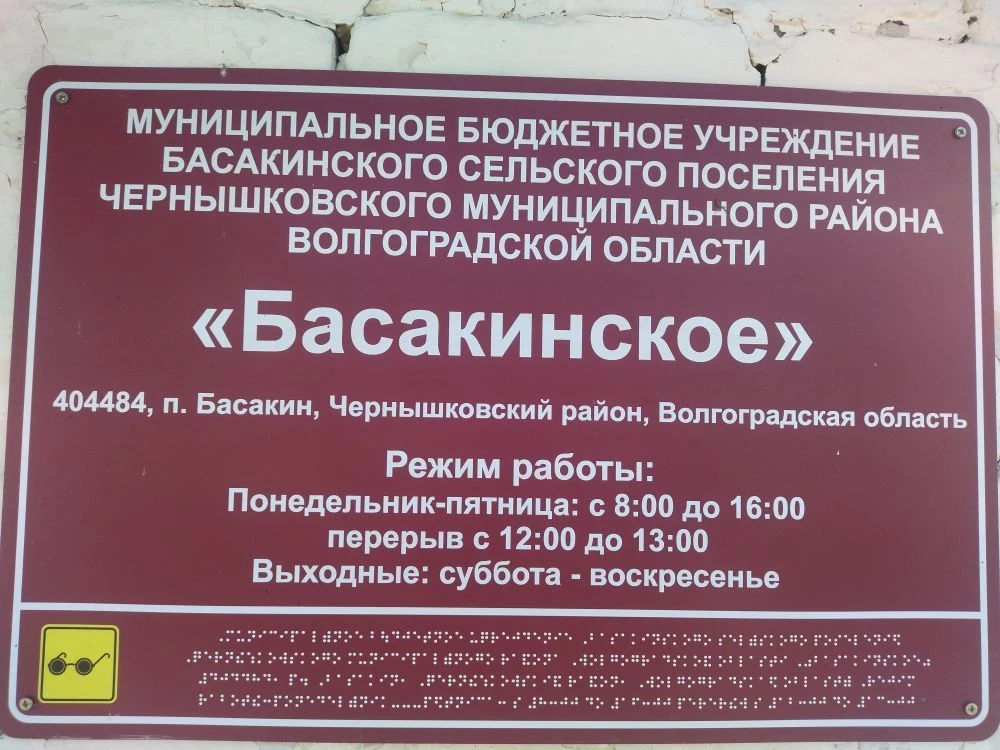 МУНИЦИПАЛЬНОЕ БЮДЖЕТНОЕ УЧРЕЖДЕНИЕ
БАСАКИНСКОГО СЕЛЬСКОГО ПОСЕЛЕНИЯ
ЧЕРНЫШКОВСКОГО МУНИЦИПАЛЬНОГО РАЙОНА
ВОЛГОГРАДСКОЙ ОБЛАСТИ
«Басакинское»
404484, п. Басакин, Чернышковский район, Волгоградская область
Режим работы:
Понедельник-пятница: с 8:00 до 16:00
перерыв с 12:00 до 13:00
Выходные: суббота - воскресенье